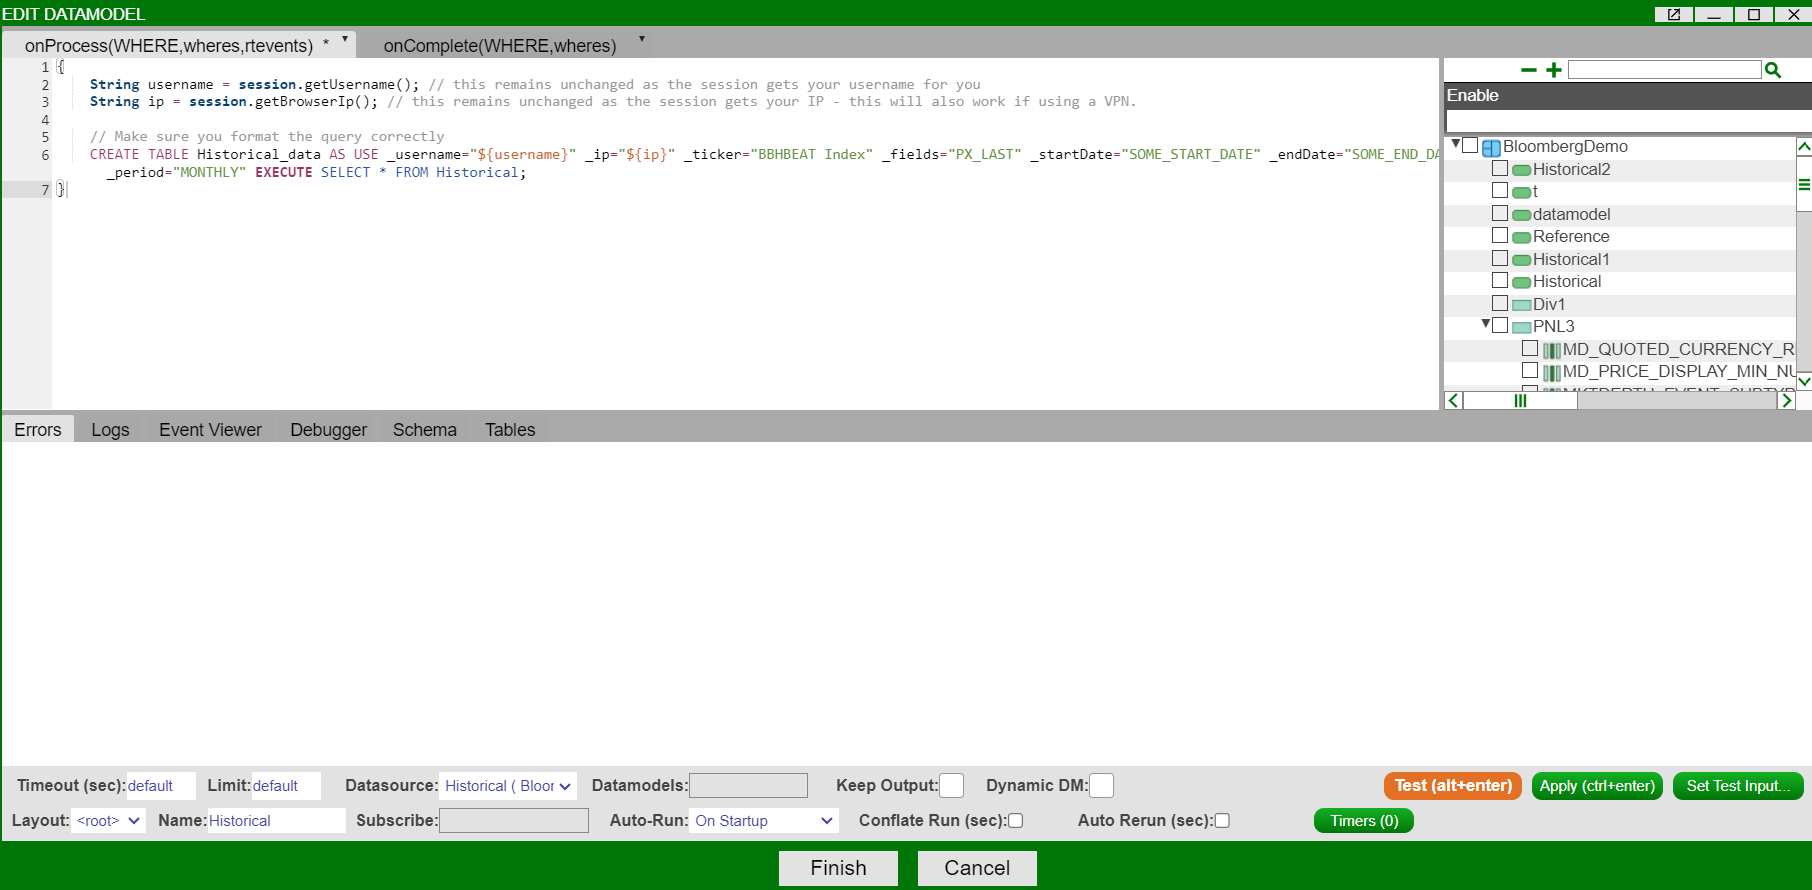 EDIT DATAMODEL
onProcess(WHERE,wheres,rtevents) *
onComplete(WHERE,wheres)
1 {
2 String username = session.getUsername(); // this remains unchanged as the session gets your username for you
3 String ip = session.getBrowserIp(); // this remains unchanged as the session gets your IP - this will also work if using a VPN.
4
5 // Make sure you format the query correctly
6 CREATE TABLE Historical_data AS USE _username="${username}" _ip="${ip}" _ticker="BBHBEAT Index" _fields="PX_LAST" _startDate="SOME_START_DATE" _endDate="SOME_END_DA
_period="MONTHLY" EXECUTE SELECT * FROM Historical;
7 }
Enable
BloombergDemo
Historical2
t
datamodel
Reference
Historical1
Historical
Div1
PNL3
MD_QUOTED_CURRENCY_R
MD_PRICE_DISPLAY_MIN_NU
Errors Logs Event Viewer Debugger Schema Tables
Timeout (sec): default Limit: default Datasource: Historical ( Bloor Datamodels: Keep Output: Dynamic DM: Test (alt+enter) Apply (ctrl+enter) Set Test Input...
Layout: <root> Name: Historical Subscribe: Auto-Run: On Startup Conflate Run (sec): Auto Rerun (sec): Timers (0)
Finish Cancel